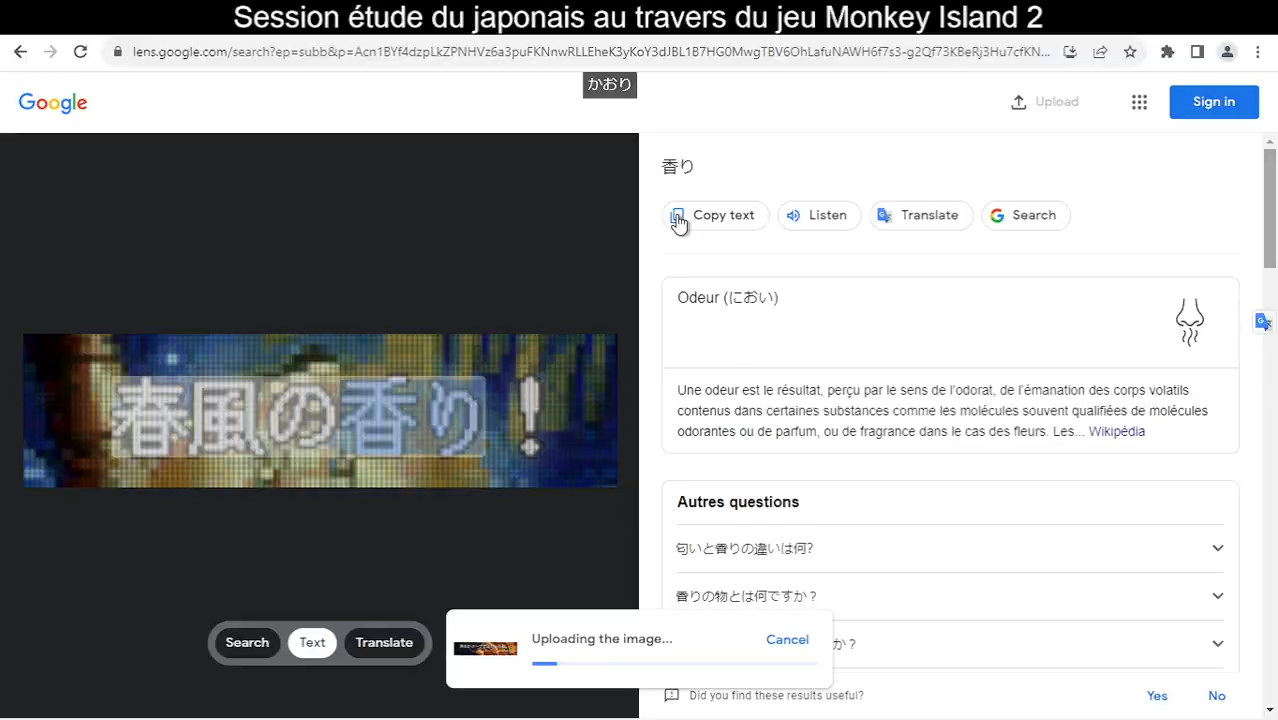 Session étude du japonais au travers du jeu Monkey Island 2
lens.google.com/search?ep=subb&p=Acn1BYf4dzpLkZPNHVz6a3puFKNnwRLLEheK3yKoY3dJBL1B7HG0MwgTBV6OhLafuNAWH6f7s3-g2Qf73KBeRj3Hu7cfKN...
かおり
Google
Upload
Sign in
香り
Copy text
Listen
Translate
Search
Odeur (におい)
Une odeur est le résultat, perçu par le sens de l'odorat, de l'émanation des corps volatils
contenus dans certaines substances comme les molécules souvent qualifiées de molécules
odorantes ou de parfum, ou de fragrance dans le cas des fleurs. Les... Wikipédia
春風の香り！
Autres questions
匂いと香りの違いは何?
香りの物とは何ですか？
か？
Search
Text
Translate
Uploading the image...
Cancel
Did you find these results useful?
Yes
No